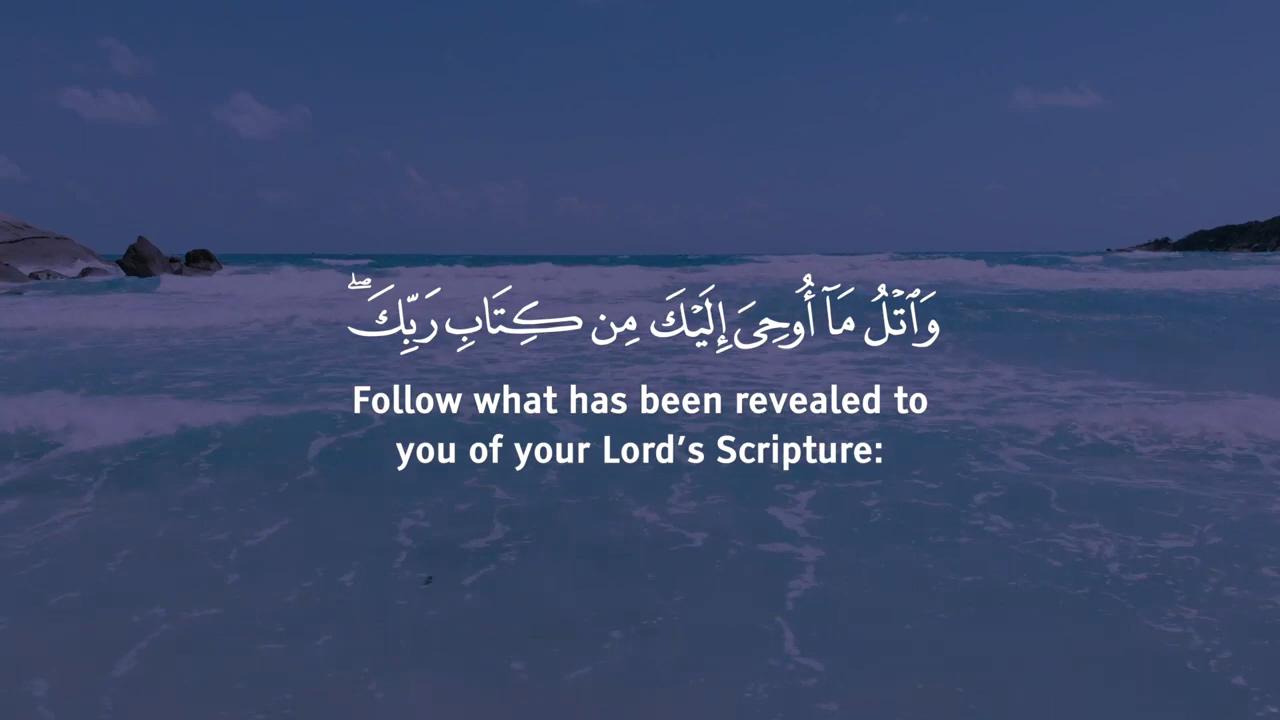 وَٱتۡلُ مَآ أُوحِىَ إِلَيۡكَ مِن كِتَابِ رَبِّكَۖ
Follow what has been revealed to
you of your Lord’s Scripture: